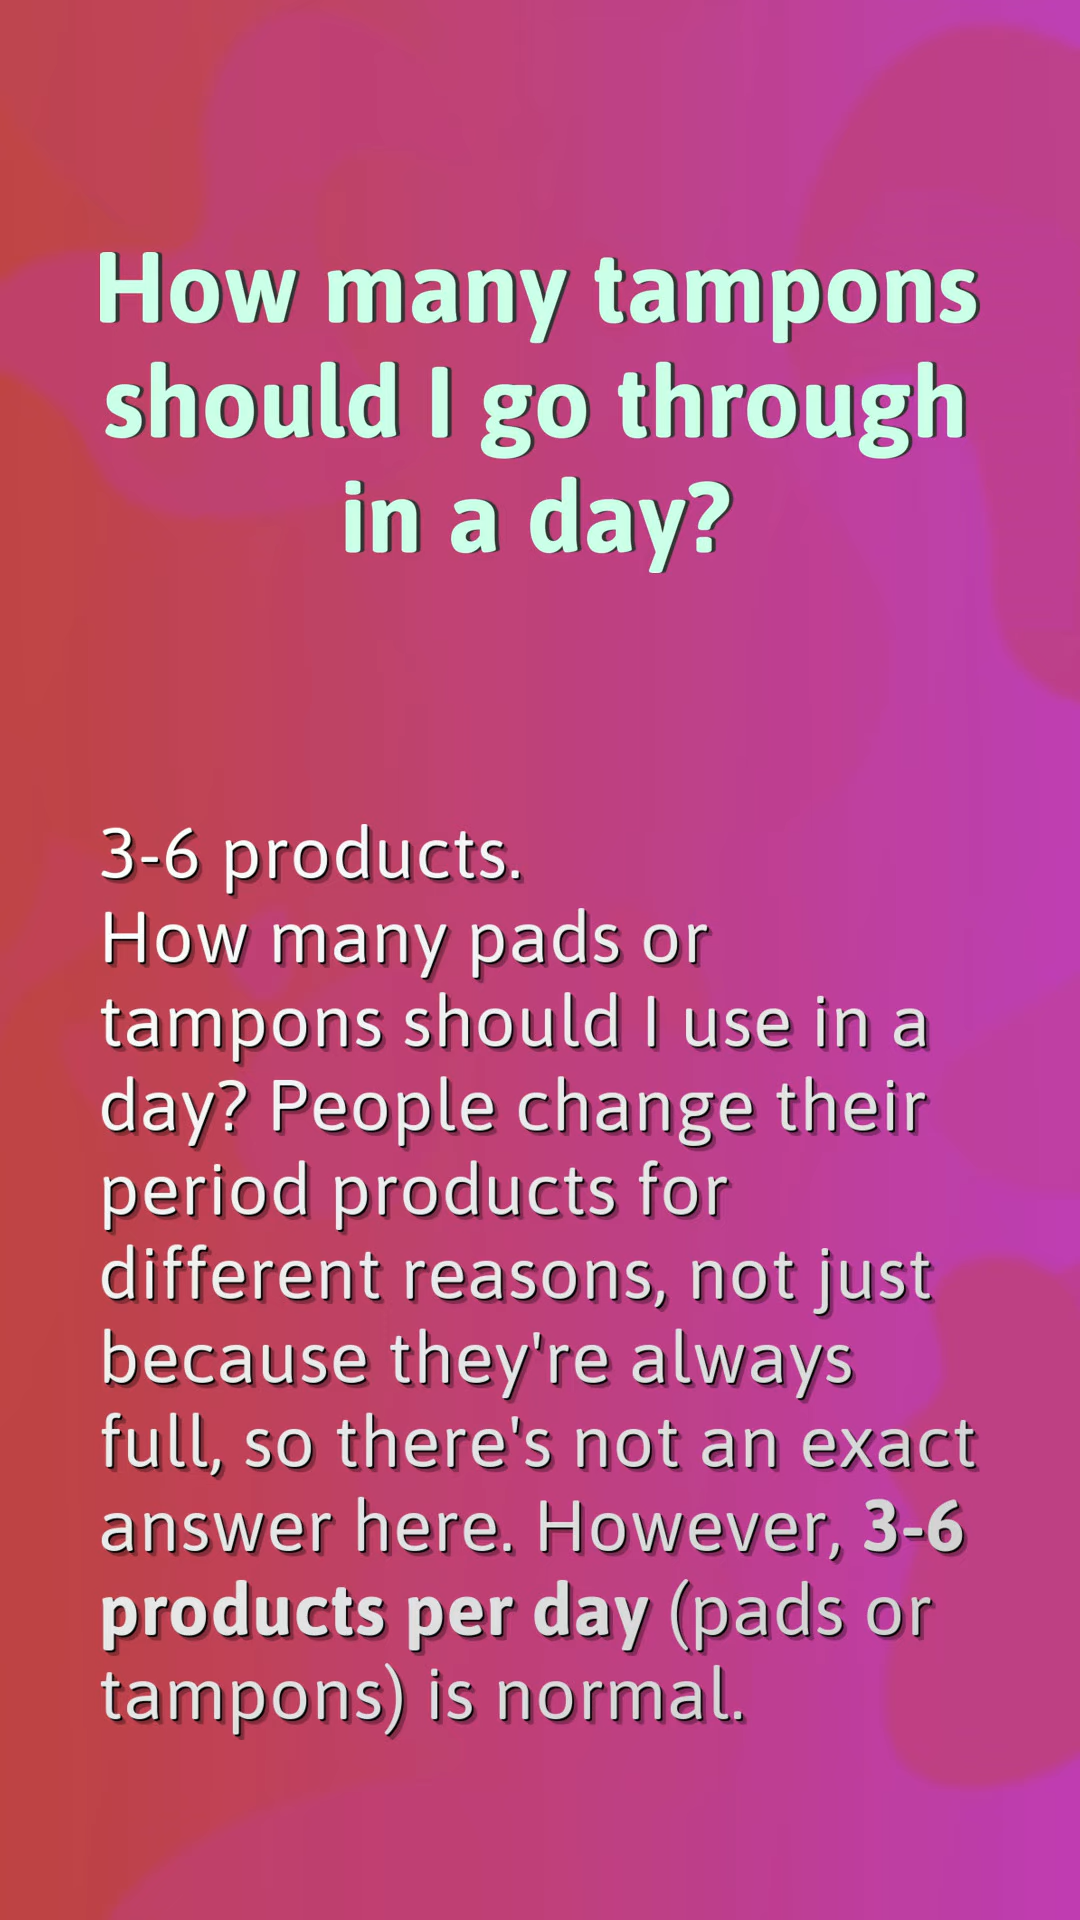 How many tampons
should I go through
in a day?
3-6 products.
How many pads or
tampons should I use in a
day? People change their
period products for
different reasons, not just
because they're always
full, so there's not an exact
answer here. However, 3-6
products per day (pads or
tampons) is normal.